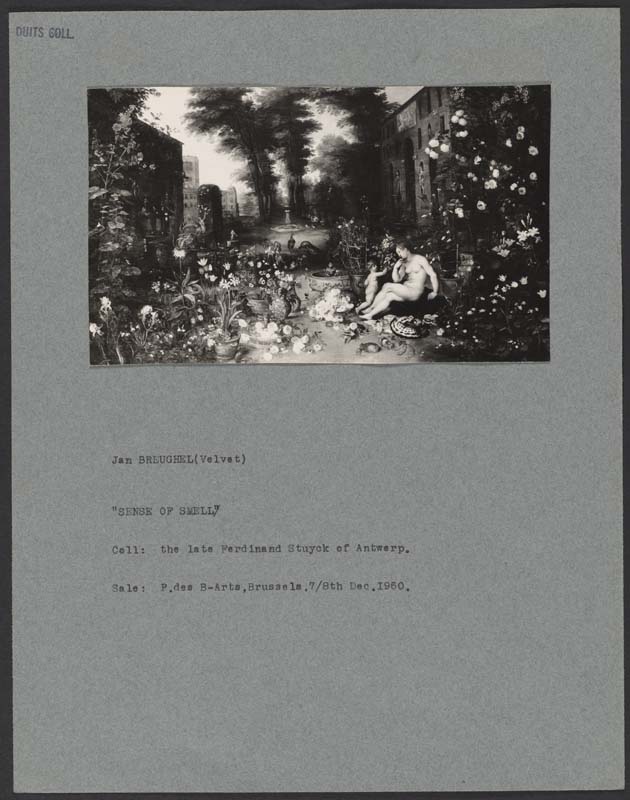 DUITS COLL.
Jan BREUGHEL(Velvet)
"SENSE OF SMELL"
Coll: the late Ferdinand Stuyck of Antwerp.
Sale: P.des B-Arts,Brussels,7/8th Dec.1960.